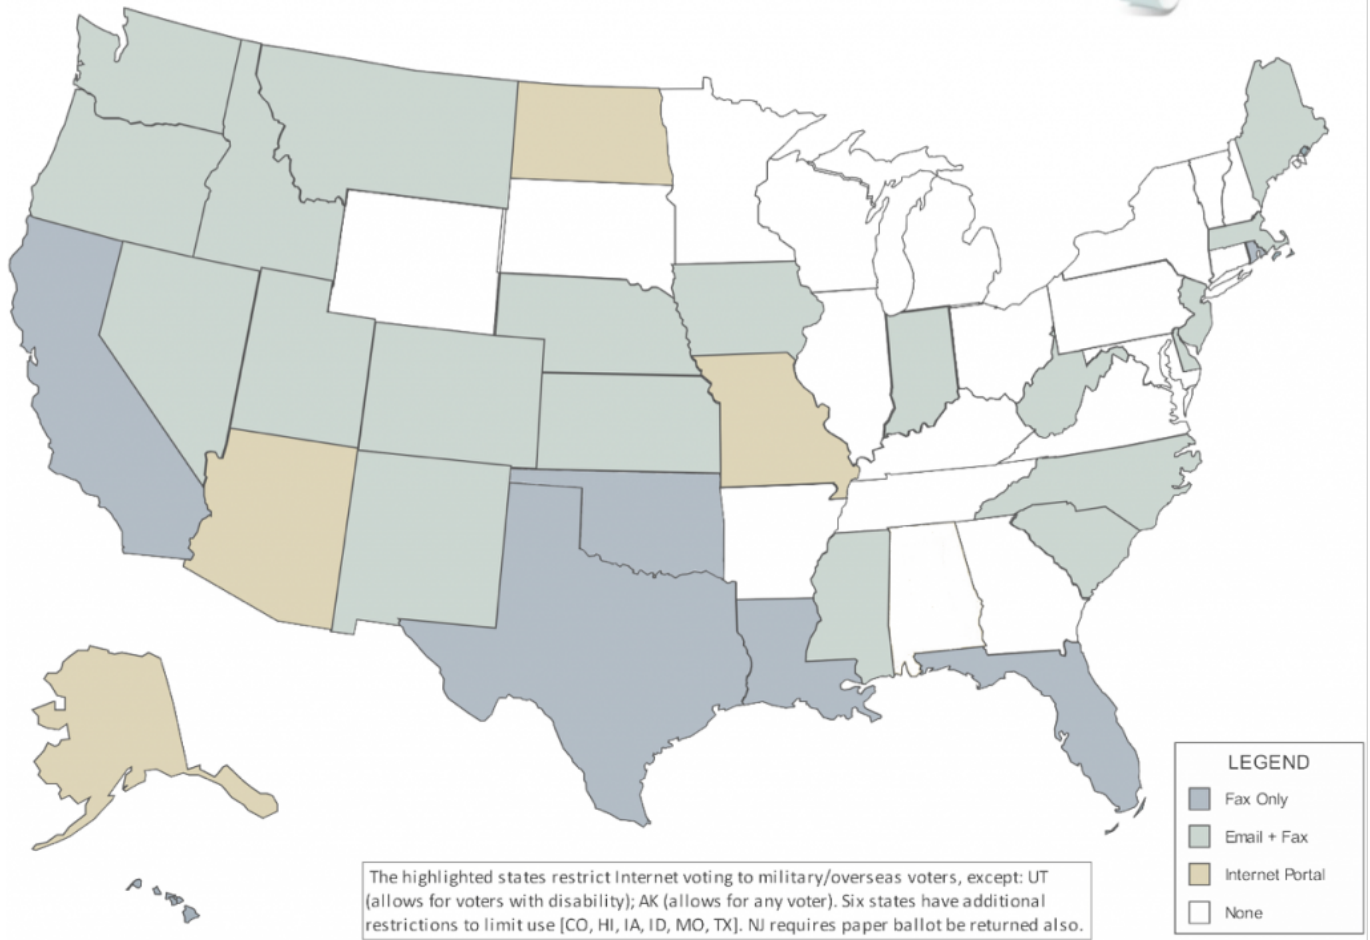 LEGEND
Fax Only
Email + Fax
Internet Portal
None
The highlighted states restrict Internet voting to military/overseas voters, except: UT
(allows for voters with disability); AK (allows for any voter). Six states have additional
restrictions to limit use [CO, HI, IA, ID, MO, TX]. NJ requires paper ballot be returned also.